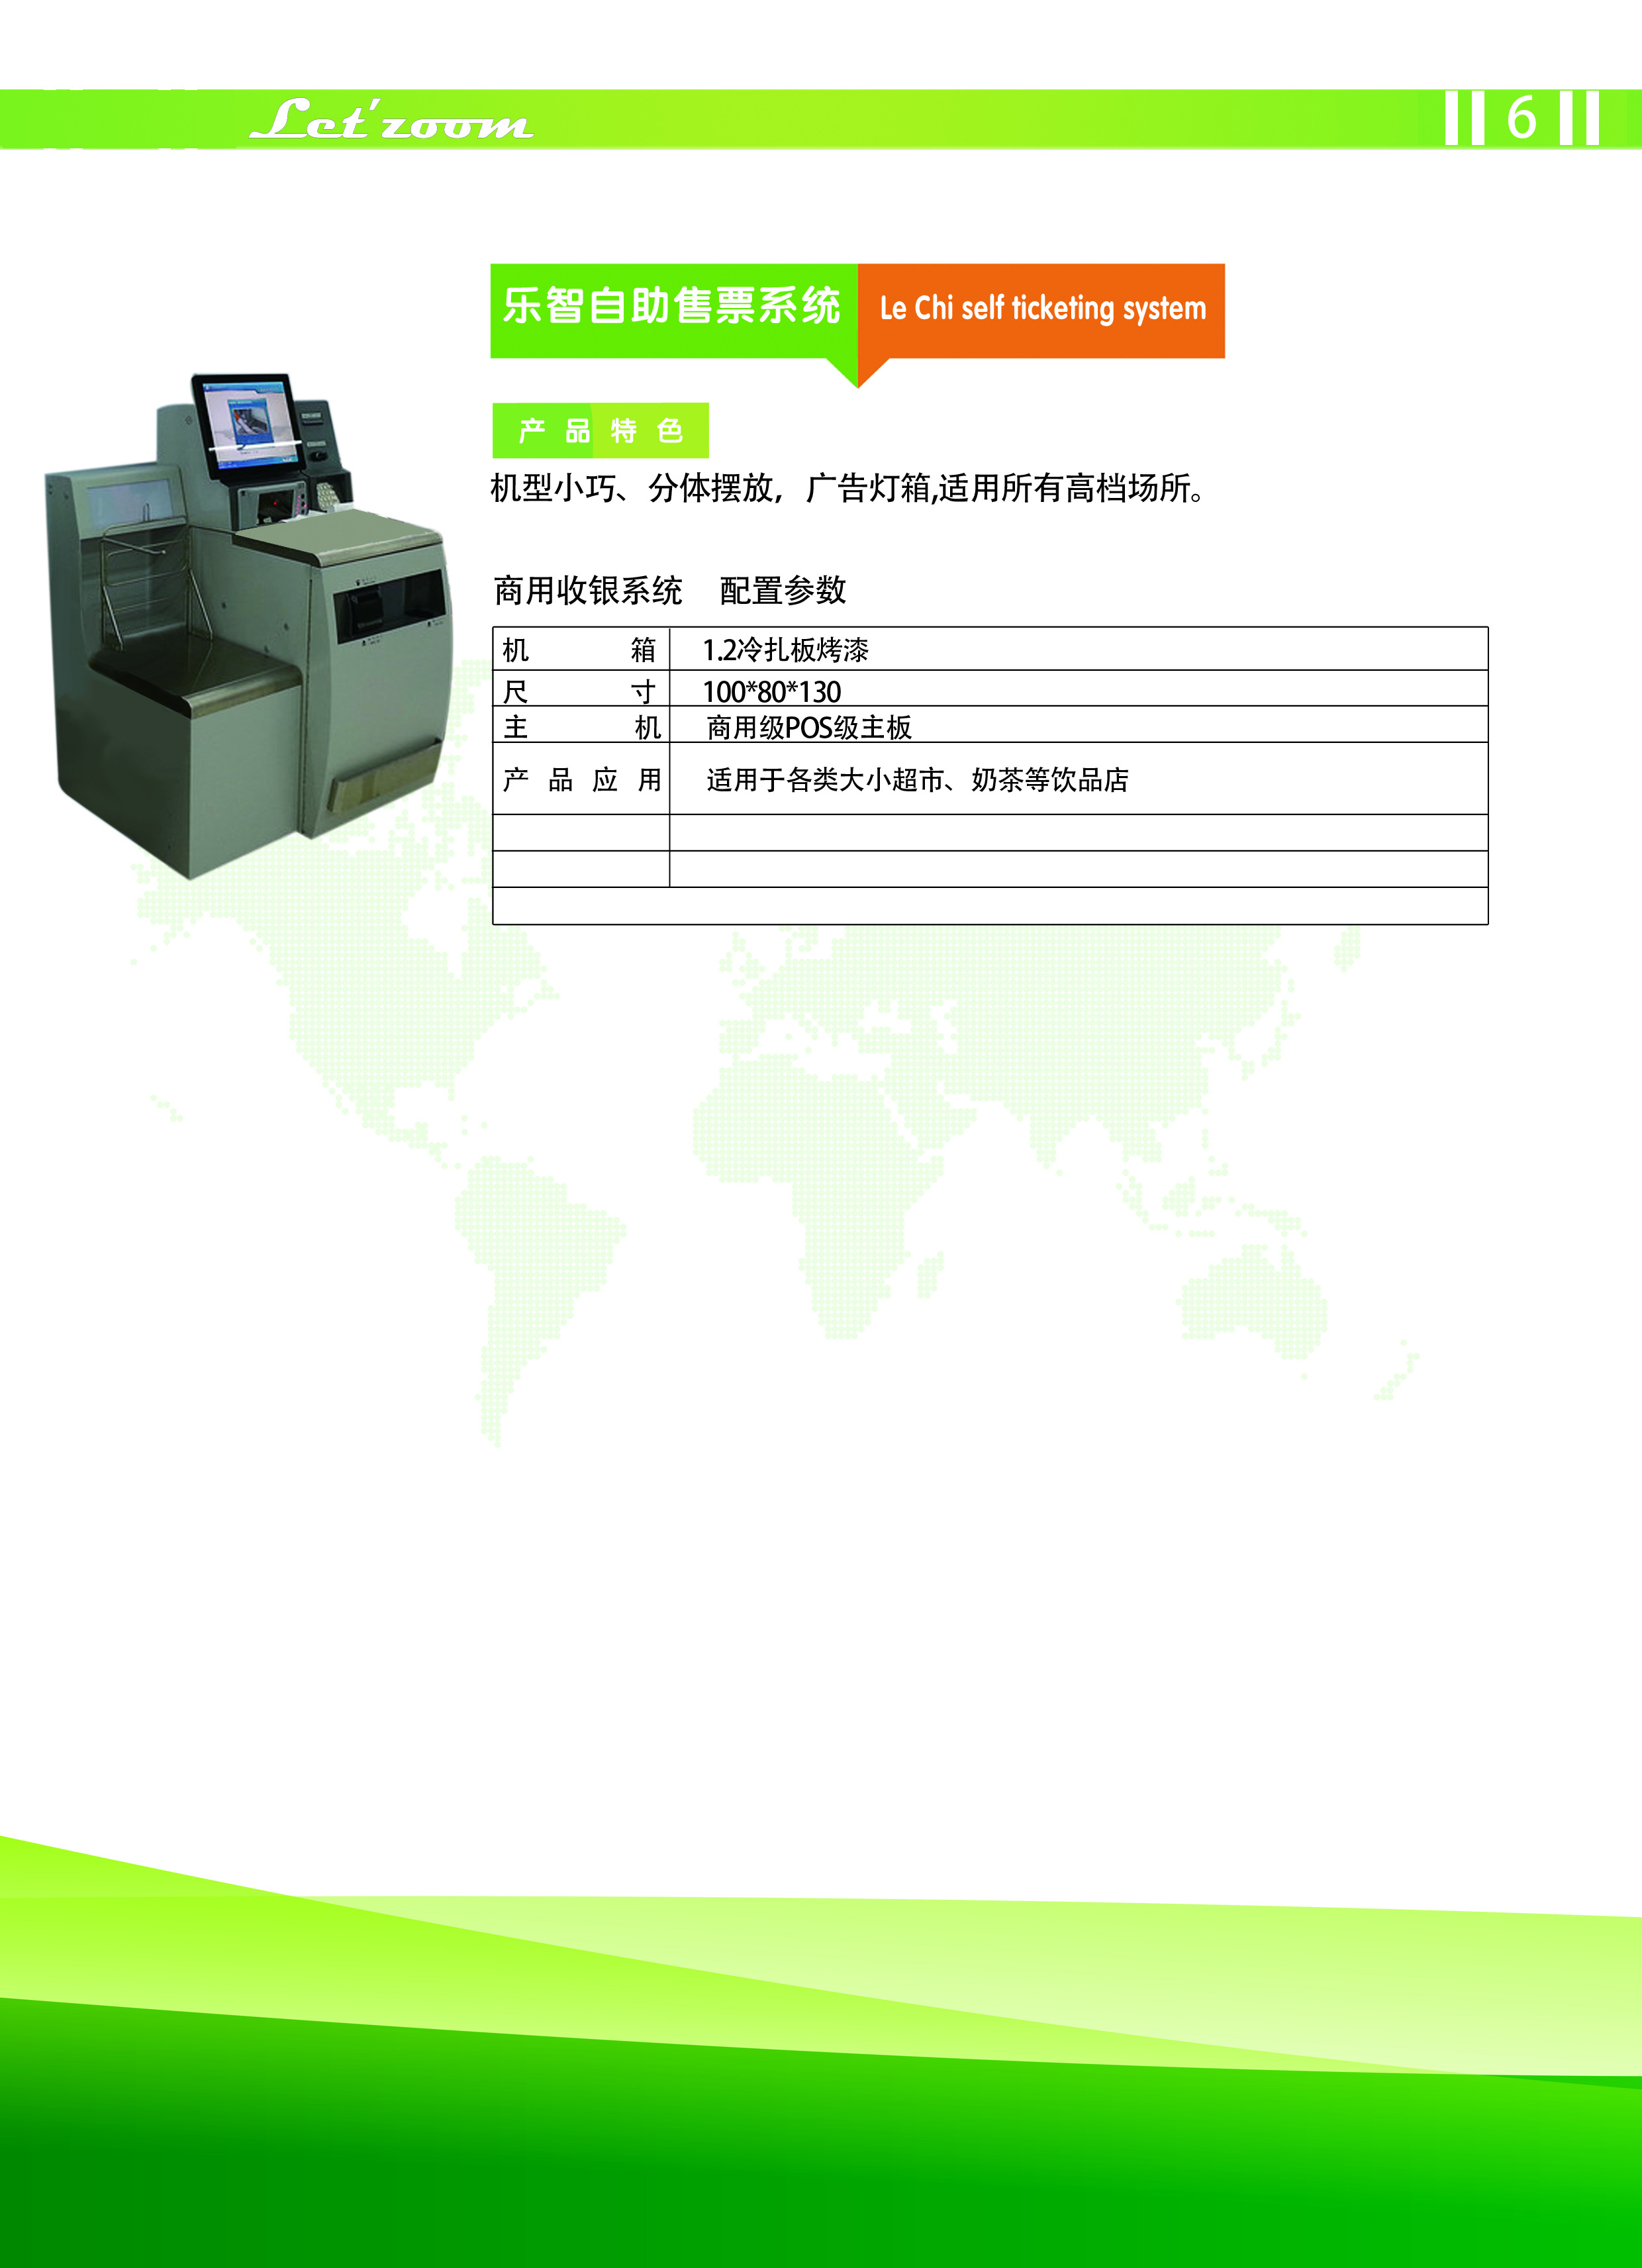 Let'zoom
6
乐智自助售票系统
Le Chi self ticketing system
产品特色
机型小巧、分体摆放，广告灯箱,适用所有高档场所。
商用收银系统 配置参数
机箱 1.2冷扎板烤漆
尺寸 100*80*130
主机 商用级POS级主板
产品应用 适用于各类大小超市、奶茶等饮品店